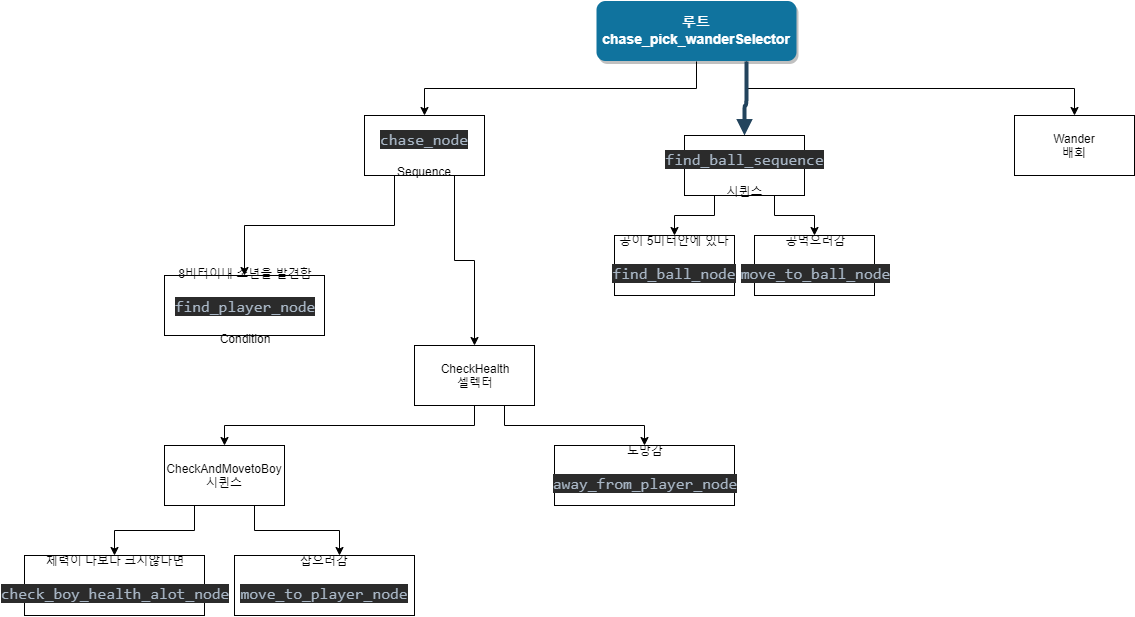 루트
chase_pick_wanderSelector
chase_node
Sequence
find_ball_sequence
시퀀스
Wander
배회
공이 5미터안에 있나
find_ball_node
공먹으러감
move_to_ball_node
8미터이내 소년을 발견함
find_player_node
Condition
CheckHealth
셀렉터
CheckAndMovetoBoy
시퀀스
도망감
away_from_player_node
체력이 나보다 크지않다면
check_boy_health_alot_node
잡으러감
move_to_player_node